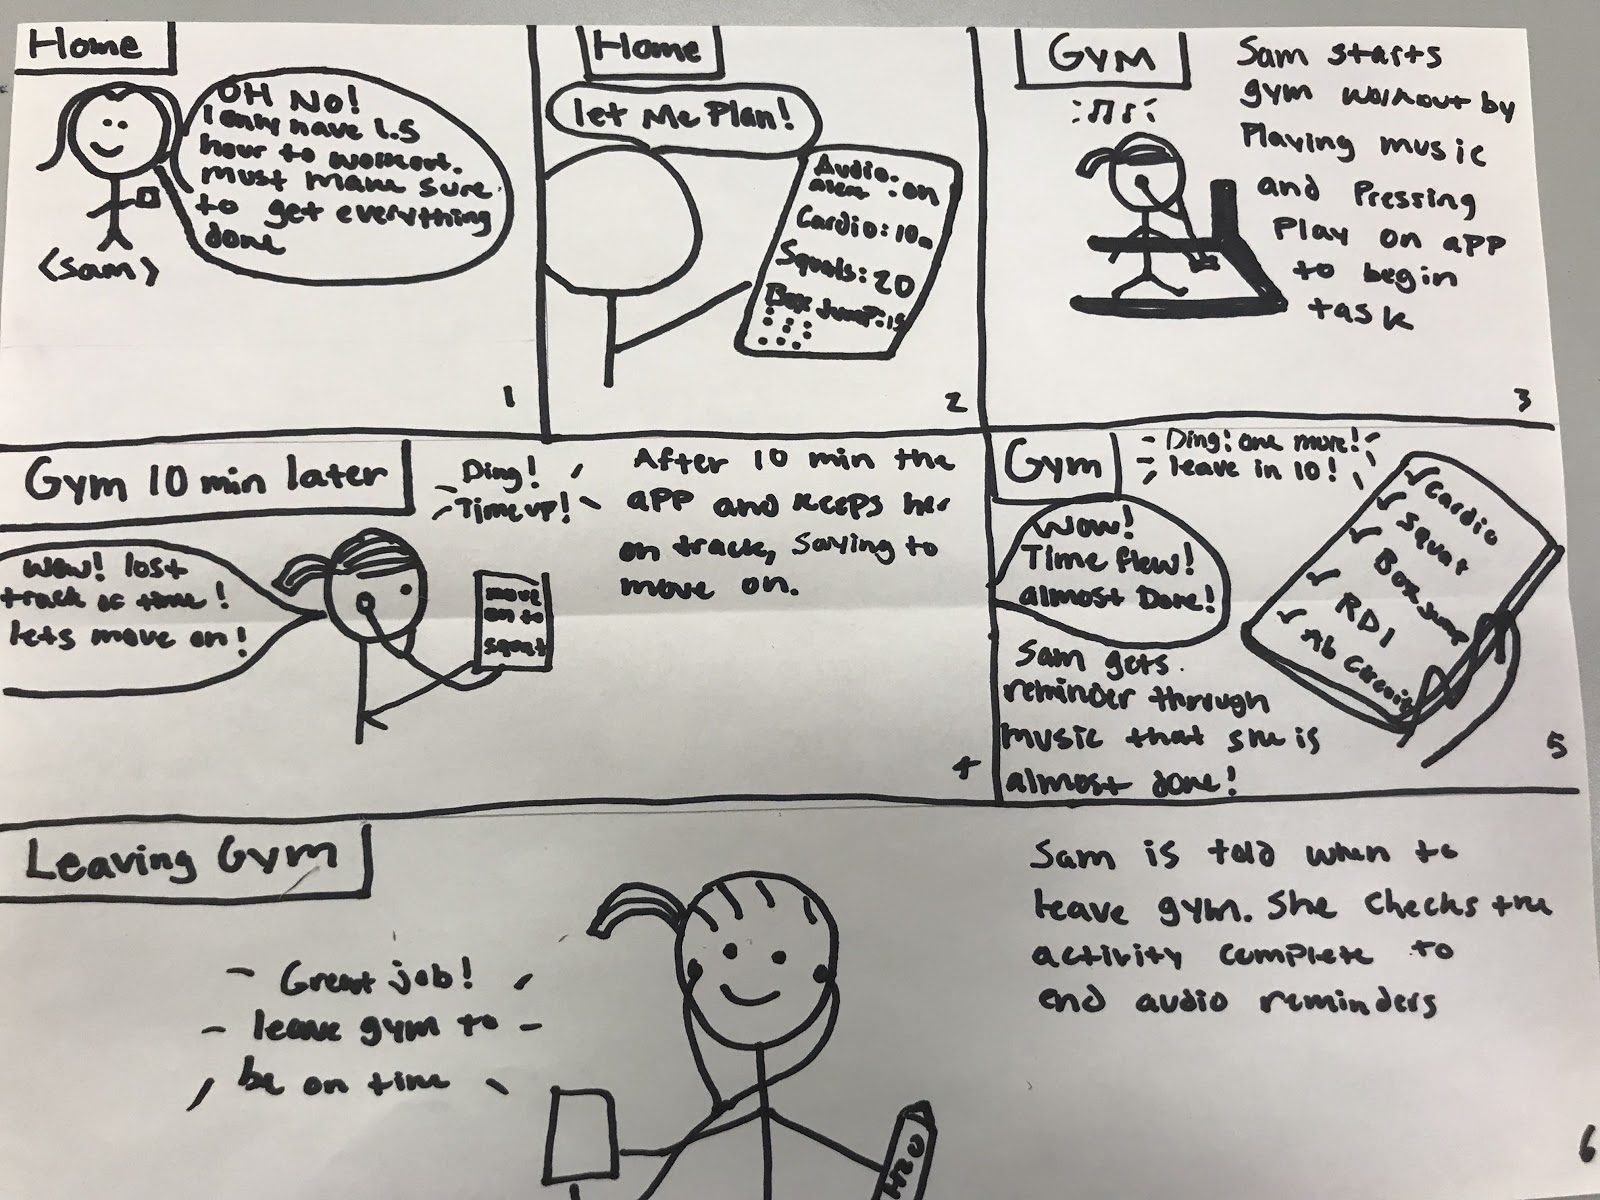 Home
OH NO!
I only have 1.5
hour to workout.
must make sure
to get everything
done
(Sam)
1
Home
let Me Plan!
Audio: on
alert
Cardio: 10m
Squats: 20
Box Jump: 15
2
Gym
Sam starts
gym workout by
Playing music
and Pressing
Play on app
to begin
task
3
Gym 10 min later
Ding!
Time up!
After 10 min the
app and keeps her
on track, Saying to
move on.
Wow! lost
track of time!
lets move on!
move
on to
squat
4
Gym
Ding! one more!
leave in 10!
Wow!
Time flew!
almost Done!
Cardio
Squat
Box Jump
RDI
Ab Circuit
Sam gets
reminder through
music that she is
almost done!
5
Leaving Gym
Great job!
leave gym to
be on time
H2O
Sam is told when to
leave gym. She Checks the
activity complete to
end audio reminders
6